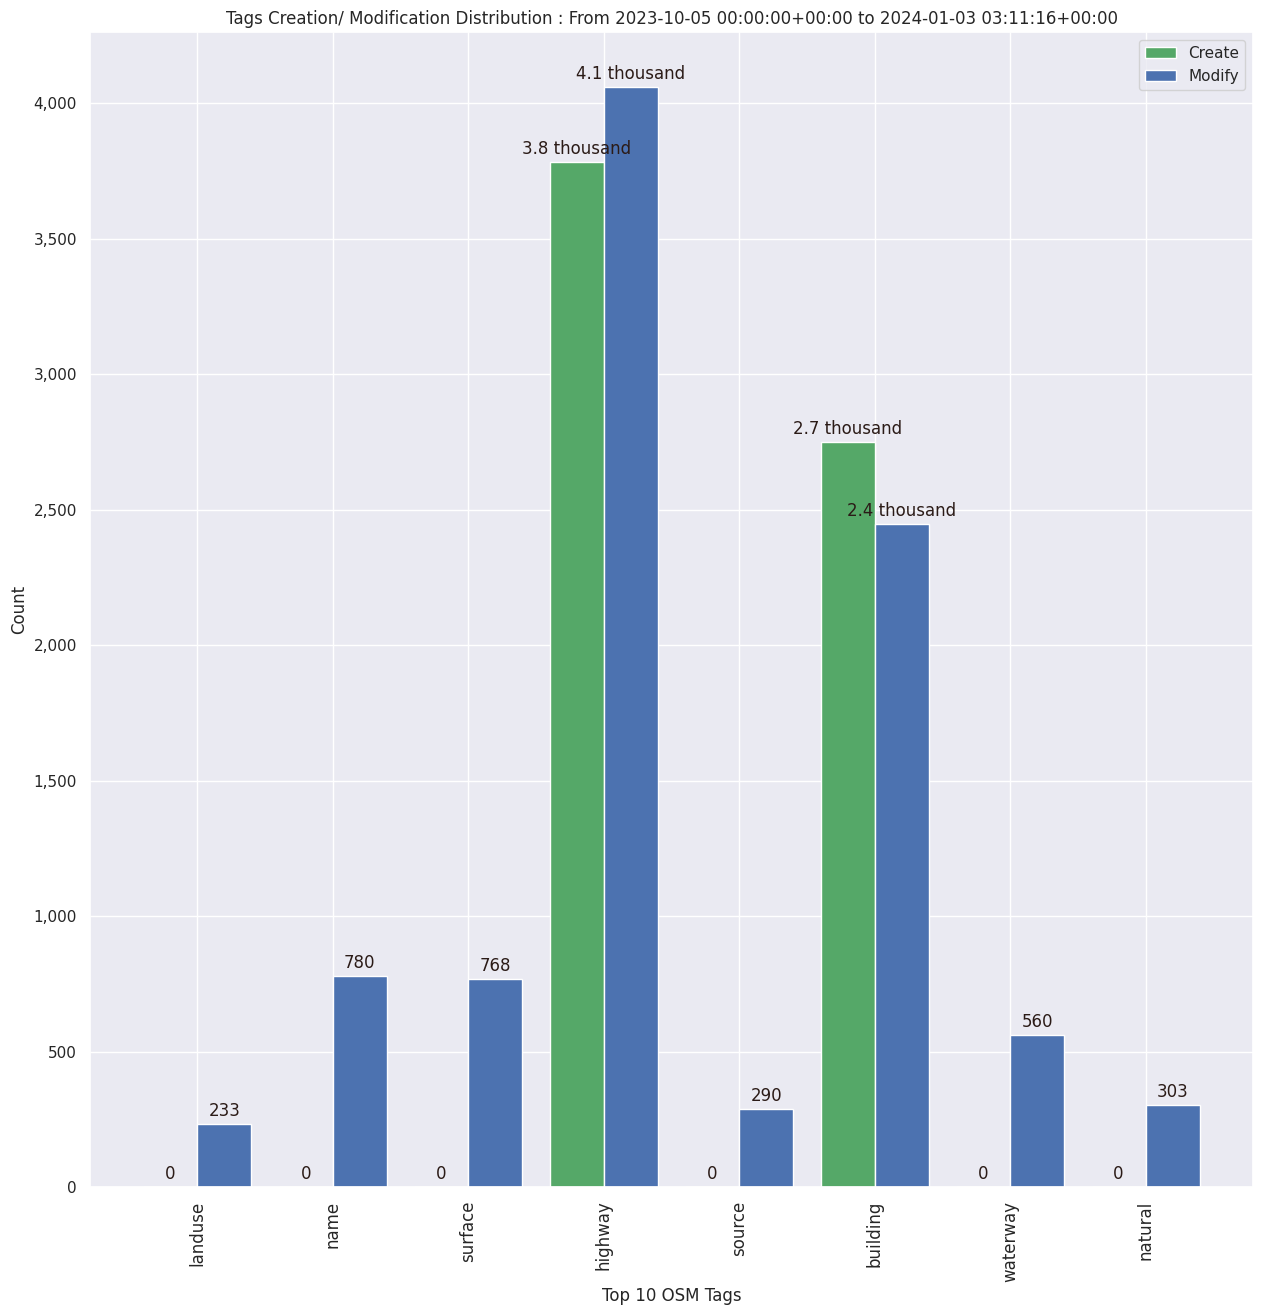 Tags Creation/ Modification Distribution : From 2023-10-05 00:00:00+00:00 to 2024-01-03 03:11:16+00:00
Create
Modify
4.1 thousand
3.8 thousand
2.7 thousand
2.4 thousand
780
768
560
303
290
233
0
0
0
0
0
0
4,000
3,500
3,000
2,500
2,000
1,500
1,000
500
0
Count
landuse
name
surface
highway
source
building
waterway
natural
Top 10 OSM Tags